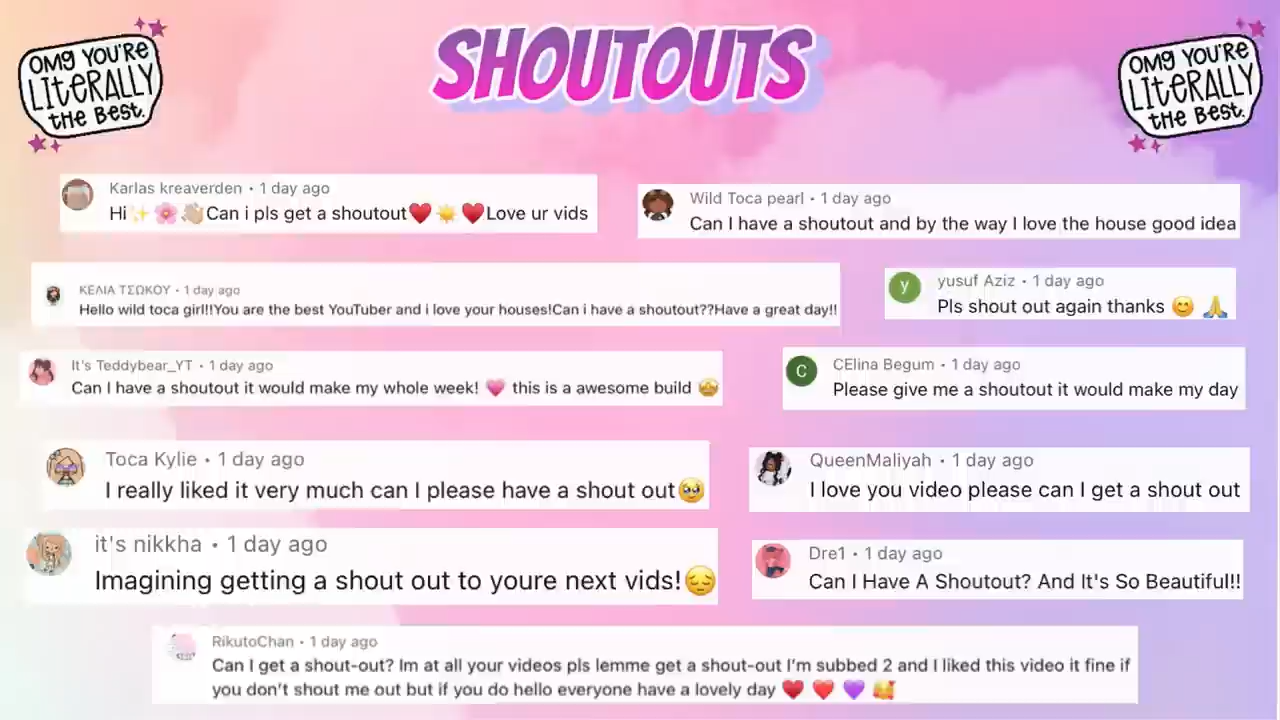 OMG YOU'RE
LITERALLY
THE BEST.
SHOUTOUTS
OMG YOU'RE
LITERALLY
THE BEST.
Karlas kreaverden • 1 day ago
Hi✨🌸👋🏼Can i pls get a shoutout♥️☀️♥️Love ur vids
Wild Toca pearl • 1 day ago
Can I have a shoutout and by the way I love the house good idea
ΚΕΛΙΑ ΤΣΩΚΟΥ • 1 day ago
Hello wild toca girl!!You are the best YouTuber and i love your houses!Can i have a shoutout??Have a great day!!
y
yusuf Aziz • 1 day ago
Pls shout out again thanks 😊 🙏
It's Teddybear_YT • 1 day ago
Can I have a shoutout it would make my whole week! 💗 this is a awesome build 🤩
C
CElina Begum • 1 day ago
Please give me a shoutout it would make my day
Toca Kylie • 1 day ago
I really liked it very much can I please have a shout out🥹
QueenMaliyah • 1 day ago
I love you video please can I get a shout out
it's nikkha • 1 day ago
Imagining getting a shout out to youre next vids!😔
Dre1 • 1 day ago
Can I Have A Shoutout? And It's So Beautiful!!
RikutoChan • 1 day ago
Can I get a shout-out? Im at all your videos pls lemme get a shout-out I'm subbed 2 and I liked this video it fine if
you don't shout me out but if you do hello everyone have a lovely day ♥️ ❤️ 💜 🥰